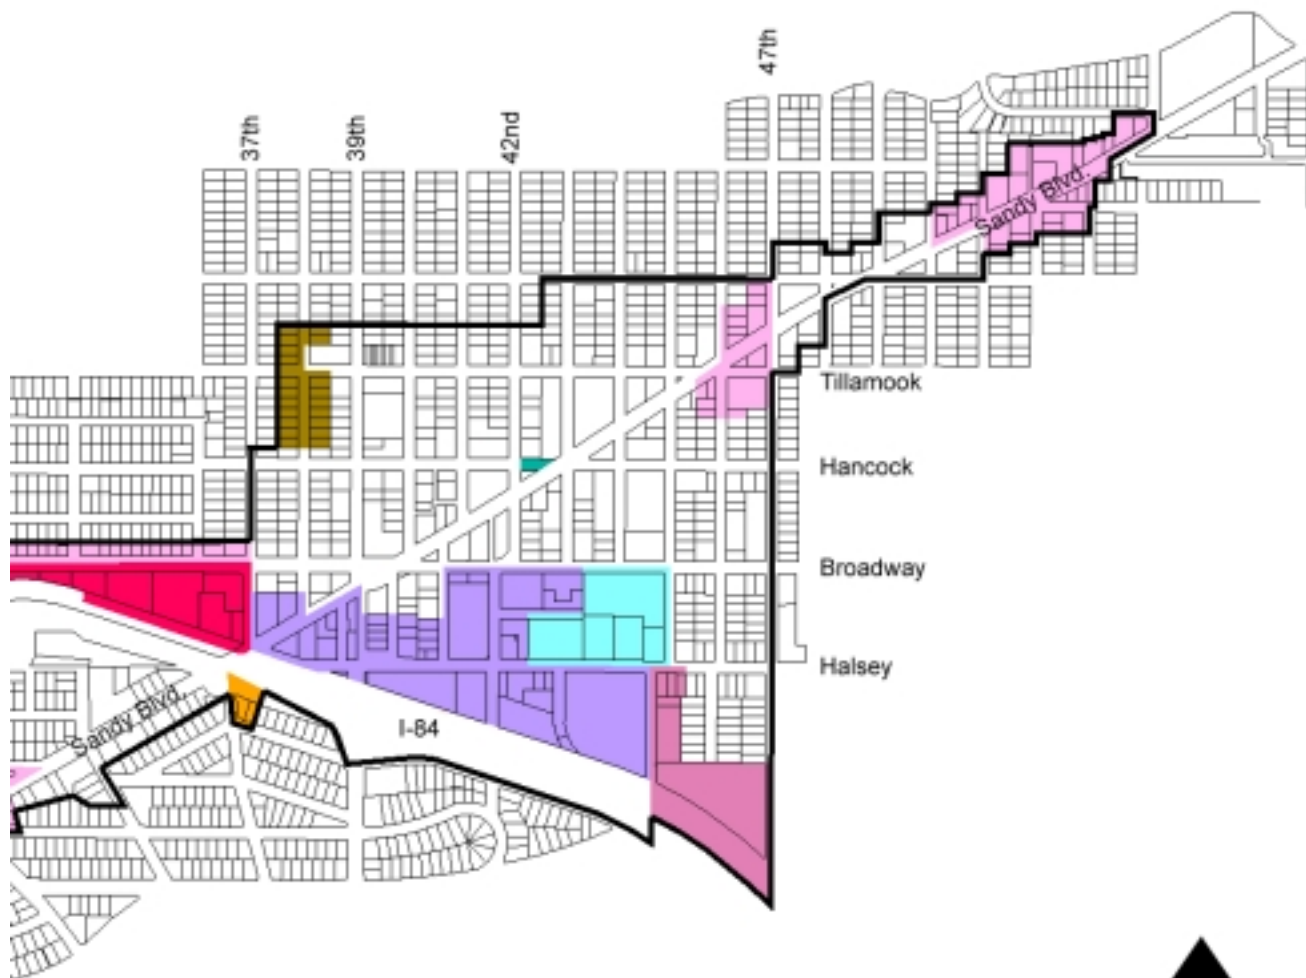 47th
37th
39th
42nd
Sandy Blvd.
Tillamook
Hancock
Broadway
Halsey
Sandy Blvd.
I-84